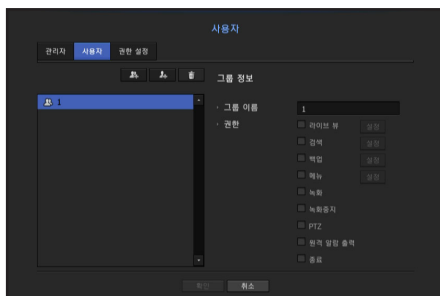 사용자
관리자 사용자 권한 설정
그룹 정보
1
· 그룹 이름 1
· 권한
라이브 뷰 설정
검색 설정
백업 설정
메뉴 설정
녹화
녹화중지
PTZ
원격 알람 출력
종료
확인 취소